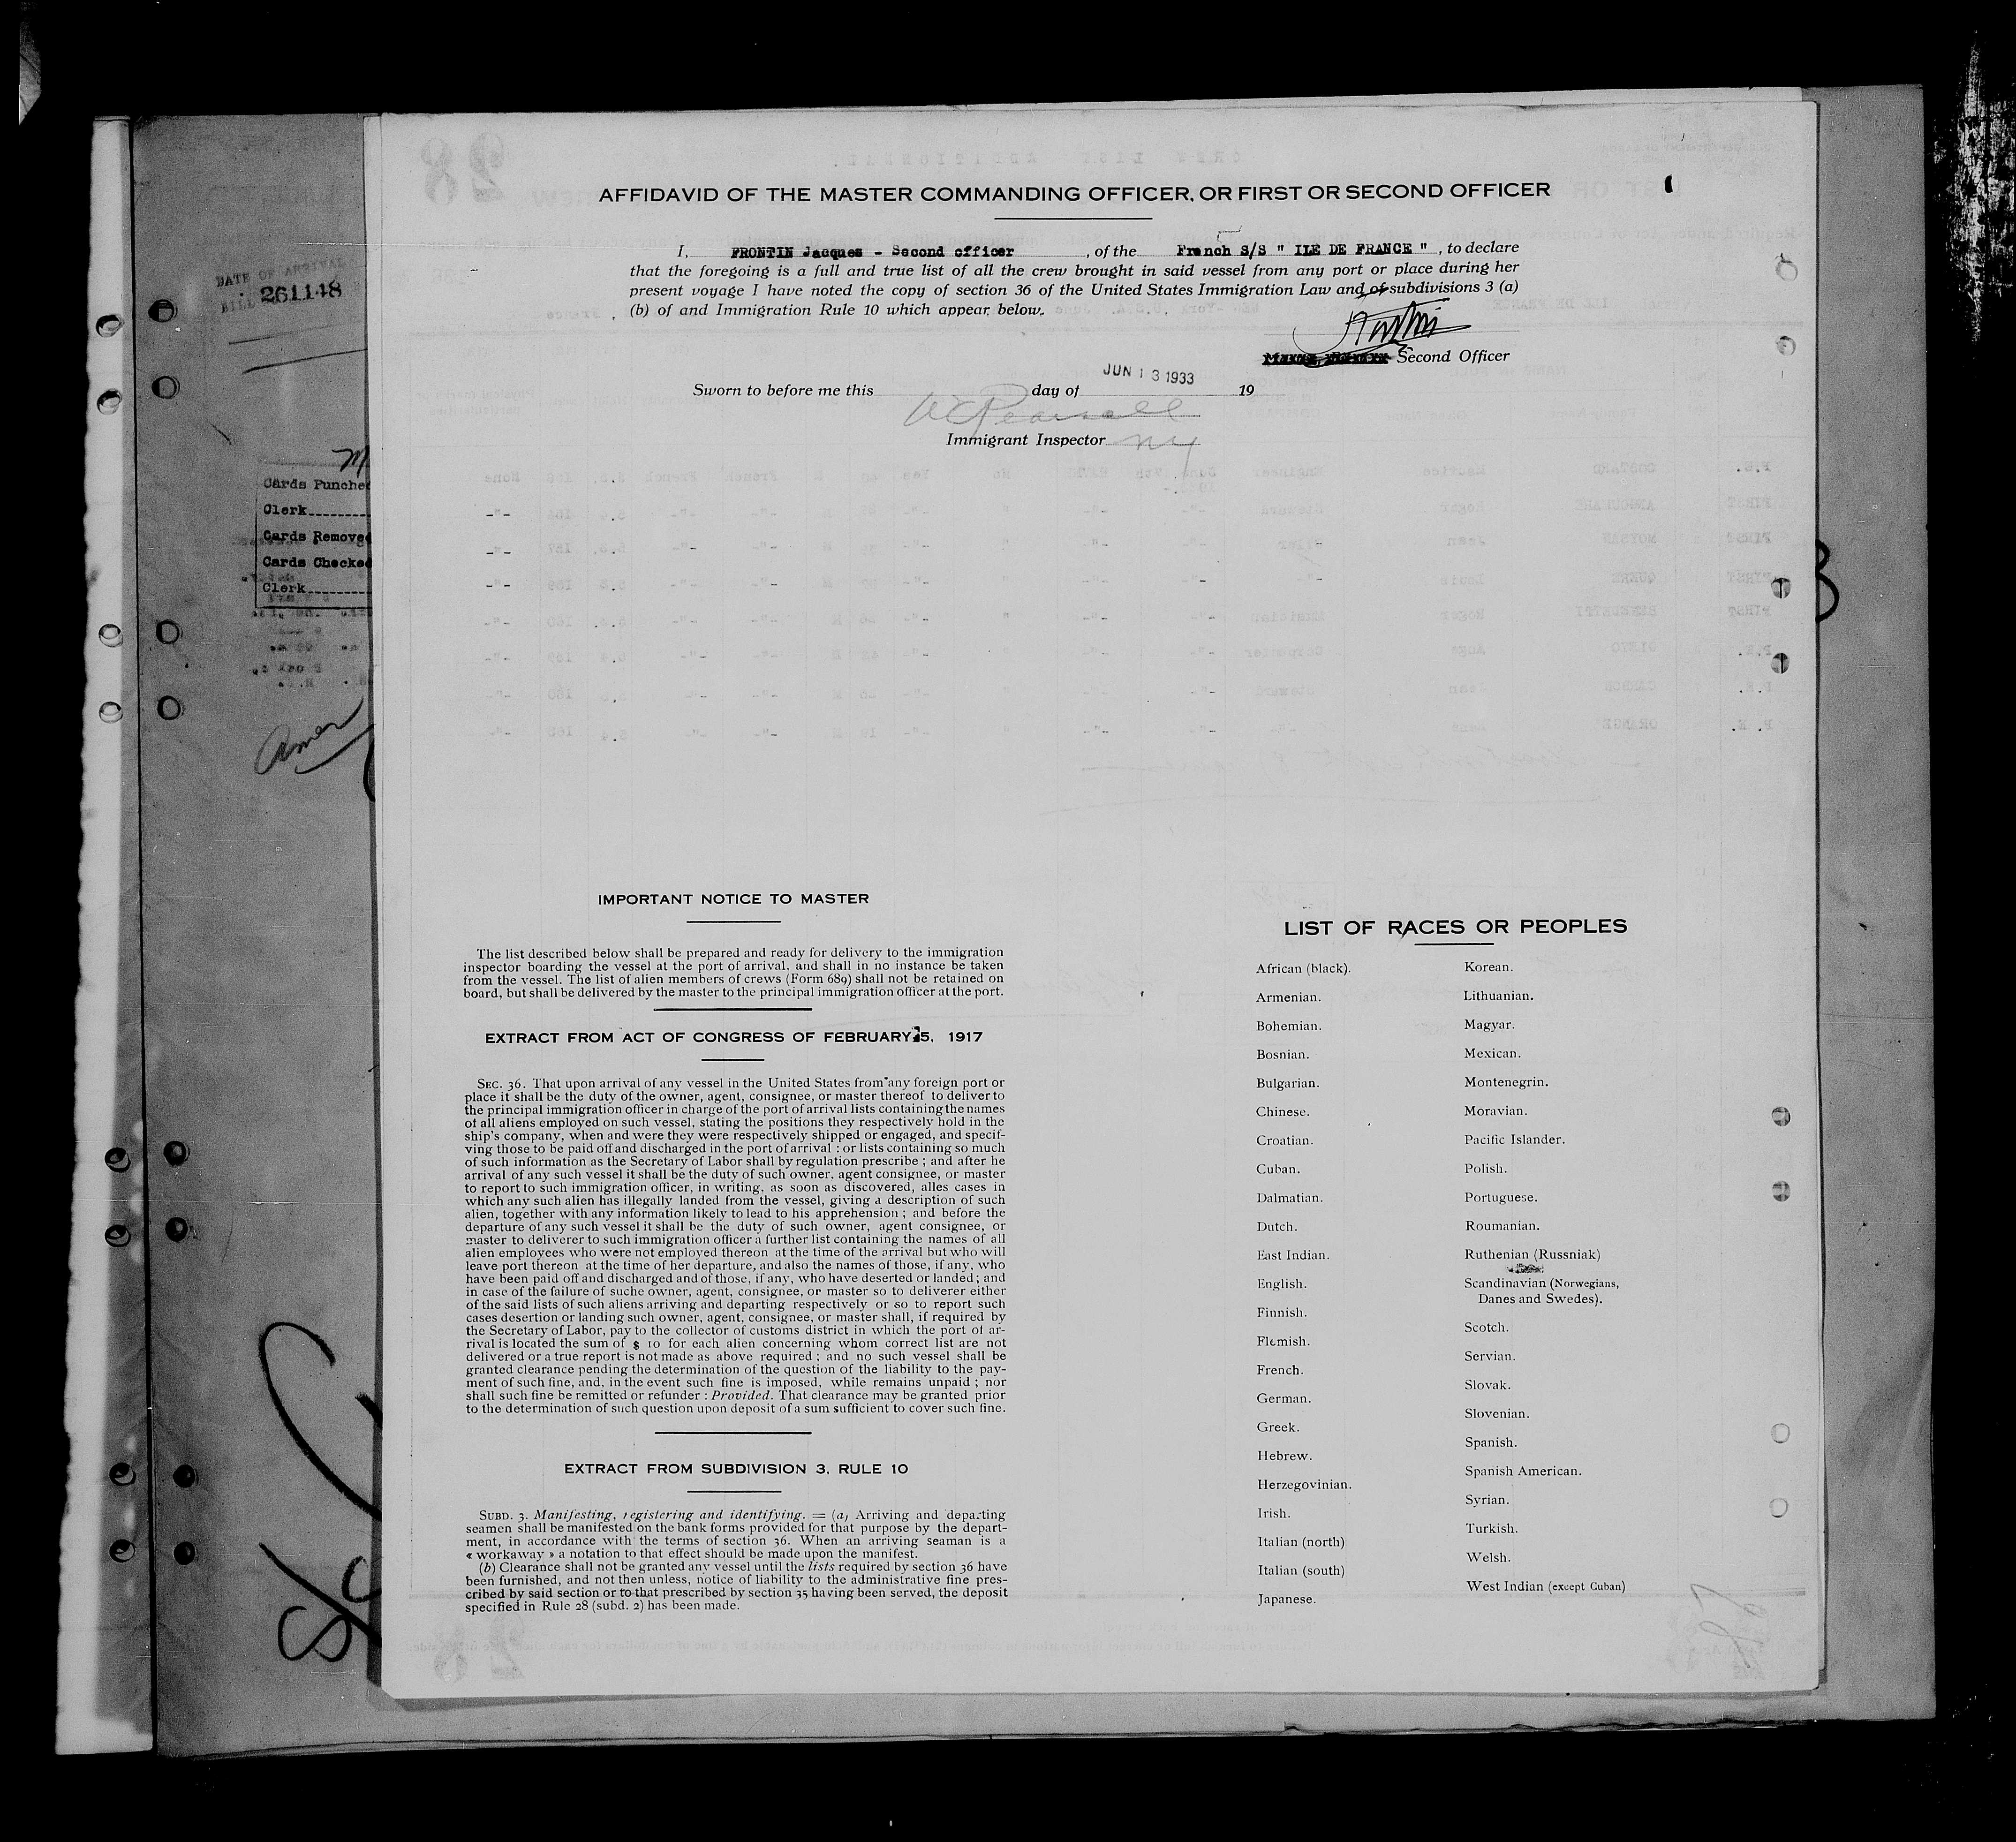 AFFIDAVID OF THE MASTER COMMANDING OFFICER, OR FIRST OR SECOND OFFICER
I, FRONTIN Jacques - Second officer , of the French S/S " ILE DE FRANCE " , to declare
that the foregoing is a full and true list of all the crew brought in said vessel from any port or place during her
present voyage I have noted the copy of section 36 of the United States Immigration Law and of subdivisions 3 (a)
(b) of and Immigration Rule 10 which appear below.
Second Officer
JUN 13 1933
Sworn to before me this day of 19
W C Pearsall
Immigrant Inspector NY
DATE OF ARRIVAL
261148
Cards Punche
Clerk
Cards Remove
Cards Checke
Clerk
Amer
IMPORTANT NOTICE TO MASTER
The list described below shall be prepared and ready for delivery to the immigration
inspector boarding the vessel at the port of arrival, and shall in no instance be taken
from the vessel. The list of alien members of crews (Form 689) shall not be retained on
board, but shall be delivered by the master to the principal immigration officer at the port.
EXTRACT FROM ACT OF CONGRESS OF FEBRUARY 5, 1917
SEC. 36. That upon arrival of any vessel in the United States from any foreign port or
place it shall be the duty of the owner, agent, consignee, or master thereof to deliver to
the principal immigration officer in charge of the port of arrival lists containing the names
of all aliens employed on such vessel, stating the positions they respectively hold in the
ship's company, when and were they were respectively shipped or engaged, and specif-
ving those to be paid off and discharged in the port of arrival : or lists containing so much
of such information as the Secretary of Labor shall by regulation prescribe ; and after he
arrival of any vessel it shall be the duty of such owner, agent consignee, or master
to report to such immigration officer, in writing, as soon as discovered, alles cases in
which any such alien has illegally landed from the vessel, giving a description of such
alien, together with any information likely to lead to his apprehension ; and before the
departure of any such vessel it shall be the duty of such owner, agent consignee, or
master to deliverer to such immigration officer a further list containing the names of all
alien employees who were not employed thereon at the time of the arrival but who will
leave port thereon at the time of her departure, and also the names of those, if any, who
have been paid off and discharged and of those, if any, who have deserted or landed ; and
in case of the failure of suche owner, agent, consignee, or master so to deliverer either
of the said lists of such aliens arriving and departing respectively or so to report such
cases desertion or landing such owner, agent, consignee, or master shall, if required by
the Secretary of Labor, pay to the collector of customs district in which the port of ar-
rival is located the sum of $ 10 for each alien concerning whom correct list are not
delivered or a true report is not made as above required ; and no such vessel shall be
granted clearance pending the determination of the question of the liability to the pay-
ment of such fine, and, in the event such fine is imposed, while remains unpaid ; nor
shall such fine be remitted or refunder : Provided. That clearance may be granted prior
to the determination of such question upon deposit of a sum sufficient to cover such fine.
EXTRACT FROM SUBDIVISION 3, RULE 10
SUBD. 3. Manifesting, registering and identifying. = (a) Arriving and departing
seamen shall be manifested on the bank forms provided for that purpose by the depart-
ment, in accordance with the terms of section 36. When an arriving seaman is a
« workaway » a notation to that effect should be made upon the manifest.
(b) Clearance shall not be granted any vessel until the lists required by section 36 have
been furnished, and not then unless, notice of liability to the administrative fine pres-
cribed by said section or to that prescribed by section 35 having been served, the deposit
specified in Rule 28 (subd. 2) has been made.
LIST OF RACES OR PEOPLES
African (black).
Armenian.
Bohemian.
Bosnian.
Bulgarian.
Chinese.
Croatian.
Cuban.
Dalmatian.
Dutch.
East Indian.
English.
Finnish.
Flemish.
French.
German.
Greek.
Hebrew.
Herzegovinian.
Irish.
Italian (north)
Italian (south)
Japanese.
Korean.
Lithuanian.
Magyar.
Mexican.
Montenegrin.
Moravian.
Pacific Islander.
Polish.
Portuguese.
Roumanian.
Ruthenian (Russniak)
Scandinavian (Norwegians,
Danes and Swedes).
Scotch.
Servian.
Slovak.
Slovenian.
Spanish.
Spanish American.
Syrian.
Turkish.
Welsh.
West Indian (except Cuban)